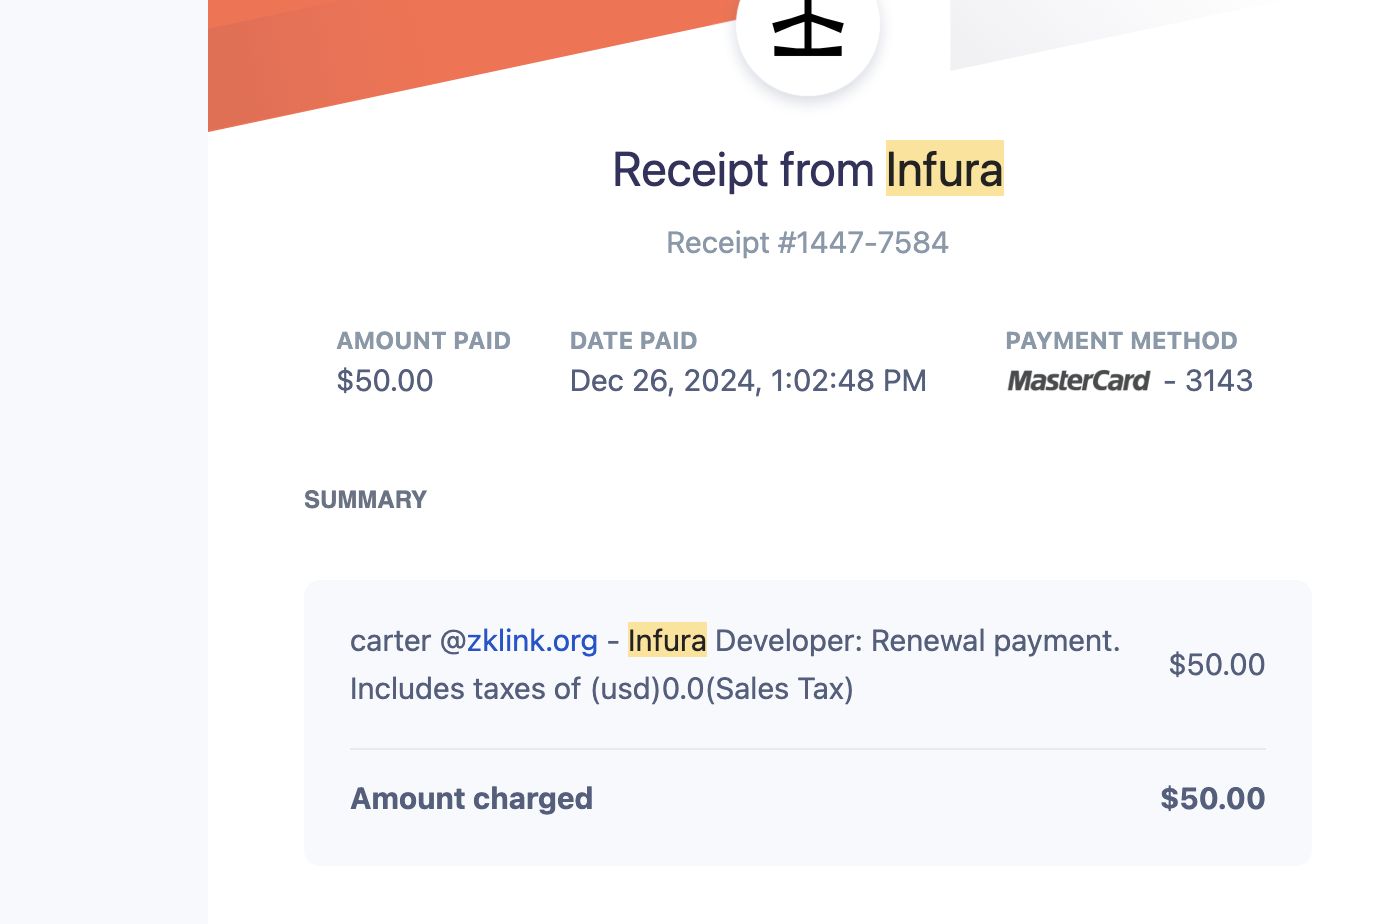 Receipt from Infura
Receipt #1447-7584
AMOUNT PAID
$50.00
DATE PAID
Dec 26, 2024, 1:02:48 PM
PAYMENT METHOD
MasterCard - 3143
SUMMARY
carter @zklink.org - Infura Developer: Renewal payment.
Includes taxes of (usd)0.0(Sales Tax)
$50.00
Amount charged
$50.00